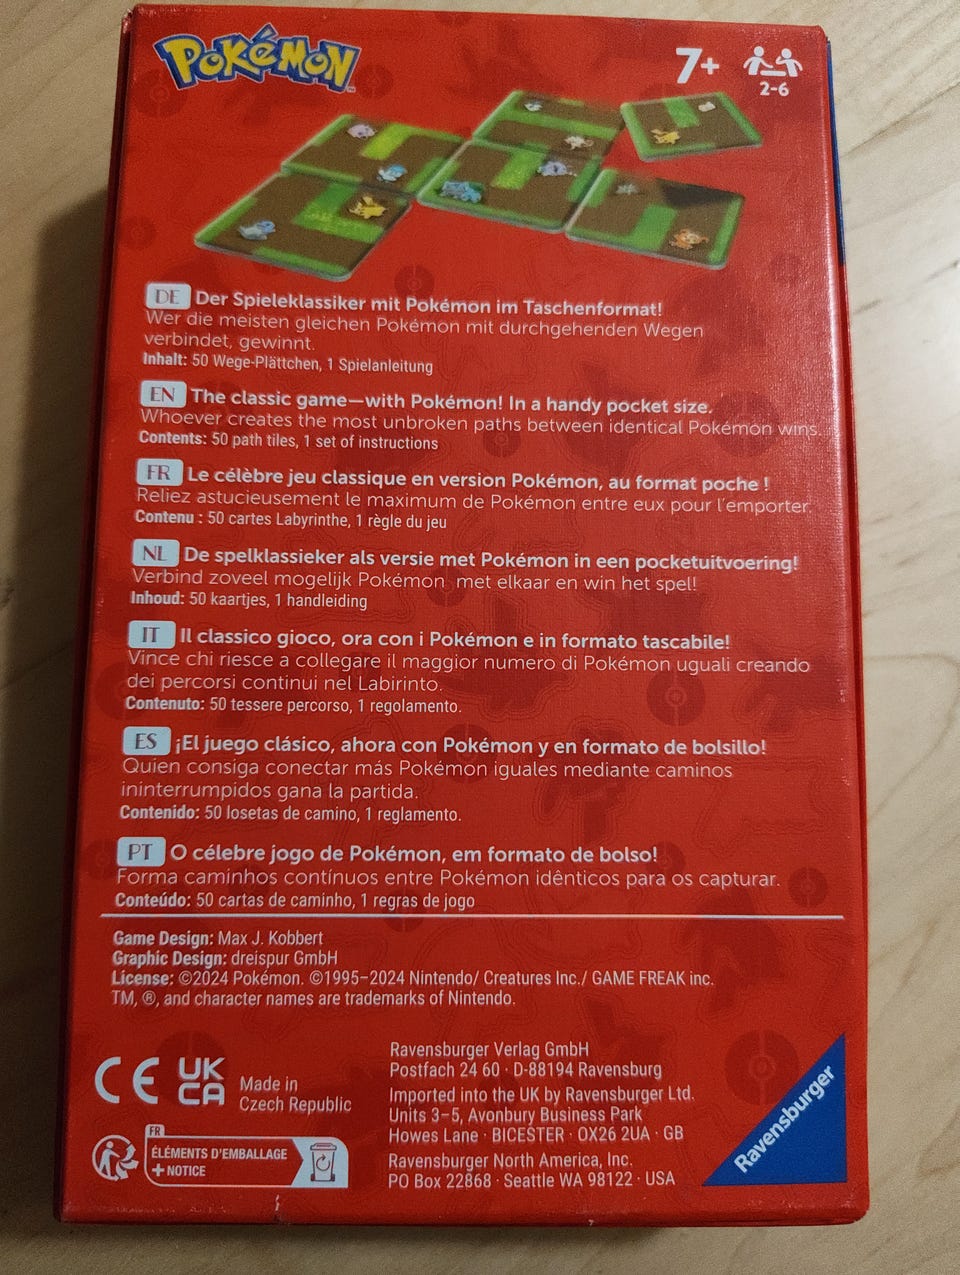 POKéMON
TM
7+
2-6
DE Der Spieleklassiker mit Pokémon im Taschenformat!
Wer die meisten gleichen Pokémon mit durchgehenden Wegen
verbindet, gewinnt.
Inhalt: 50 Wege-Plättchen, 1 Spielanleitung
EN The classic game—with Pokémon! In a handy pocket size.
Whoever creates the most unbroken paths between identical Pokémon wins.
Contents: 50 path tiles, 1 set of instructions
FR Le célèbre jeu classique en version Pokémon, au format poche !
Reliez astucieusement le maximum de Pokémon entre eux pour l'emporter.
Contenu : 50 cartes Labyrinthe, 1 règle du jeu
NL De spelklassieker als versie met Pokémon in een pocketuitvoering!
Verbind zoveel mogelijk Pokémon met elkaar en win het spel!
Inhoud: 50 kaartjes, 1 handleiding
IT Il classico gioco, ora con i Pokémon e in formato tascabile!
Vince chi riesce a collegare il maggior numero di Pokémon uguali creando
dei percorsi continui nel Labirinto.
Contenuto: 50 tessere percorso, 1 regolamento.
ES ¡El juego clásico, ahora con Pokémon y en formato de bolsillo!
Quien consiga conectar más Pokémon iguales mediante caminos
ininterrumpidos gana la partida.
Contenido: 50 losetas de camino, 1 reglamento.
PT O célebre jogo de Pokémon, em formato de bolso!
Forma caminhos contínuos entre Pokémon idênticos para os capturar.
Conteúdo: 50 cartas de caminho, 1 regras de jogo
Game Design: Max J. Kobbert
Graphic Design: dreispur GmbH
License: ©2024 Pokémon. ©1995–2024 Nintendo/ Creatures Inc./ GAME FREAK inc.
TM, ®, and character names are trademarks of Nintendo.
CE UK
CA
Made in
Czech Republic
FR
ÉLÉMENTS D'EMBALLAGE
+ NOTICE
Ravensburger Verlag GmbH
Postfach 24 60 · D-88194 Ravensburg
Imported into the UK by Ravensburger Ltd.
Units 3–5, Avonbury Business Park
Howes Lane · BICESTER · OX26 2UA · GB
Ravensburger North America, Inc.
PO Box 22868 · Seattle WA 98122 · USA
Ravensburger